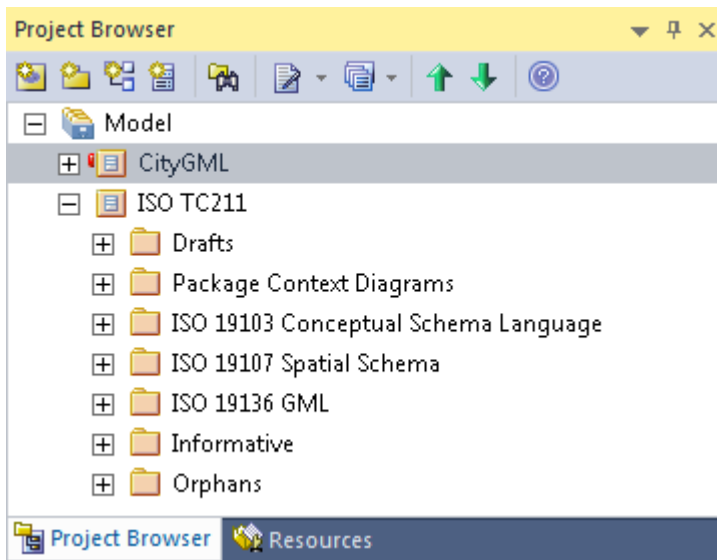 Project Browser
Model
CityGML
ISO TC211
Drafts
Package Context Diagrams
ISO 19103 Conceptual Schema Language
ISO 19107 Spatial Schema
ISO 19136 GML
Informative
Orphans
Project Browser Resources